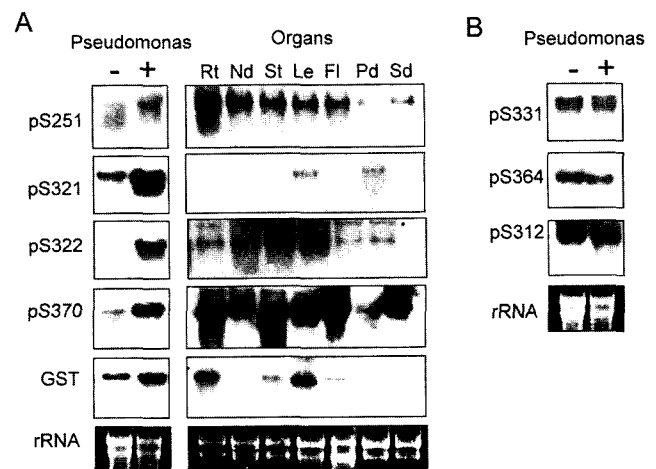 A
Pseudomonas
- +
Organs
Rt Nd St Le Fl Pd Sd
pS251
pS321
pS322
pS370
GST
rRNA
B
Pseudomonas
- +
pS331
pS364
pS312
rRNA